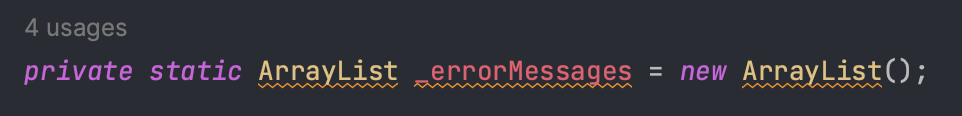 4 usages
private static ArrayList _errorMessages = new ArrayList();